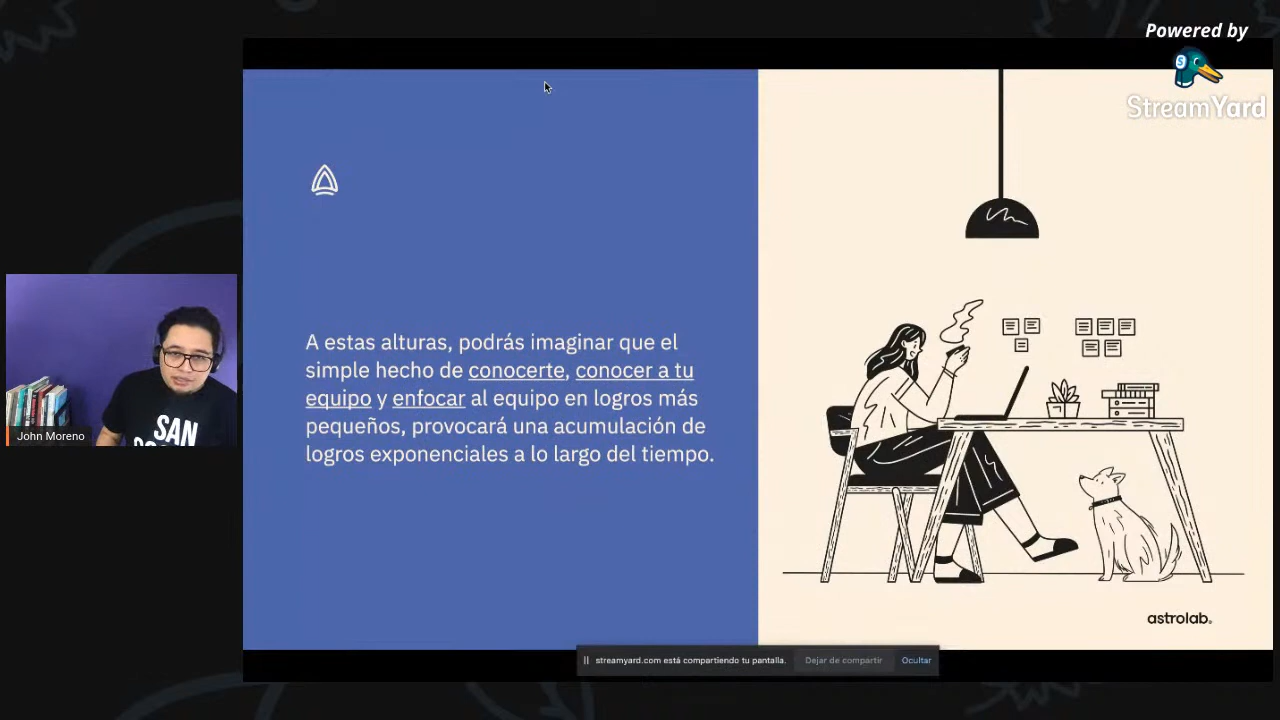 Powered by
StreamYard
A estas alturas, podrás imaginar que el
simple hecho de conocerte, conocer a tu
equipo y enfocar al equipo en logros más
pequeños, provocará una acumulación de
logros exponenciales a lo largo del tiempo.
John Moreno
SAN
astrolab.
streamyard.com está compartiendo tu pantalla.
Dejar de compartir
Ocultar